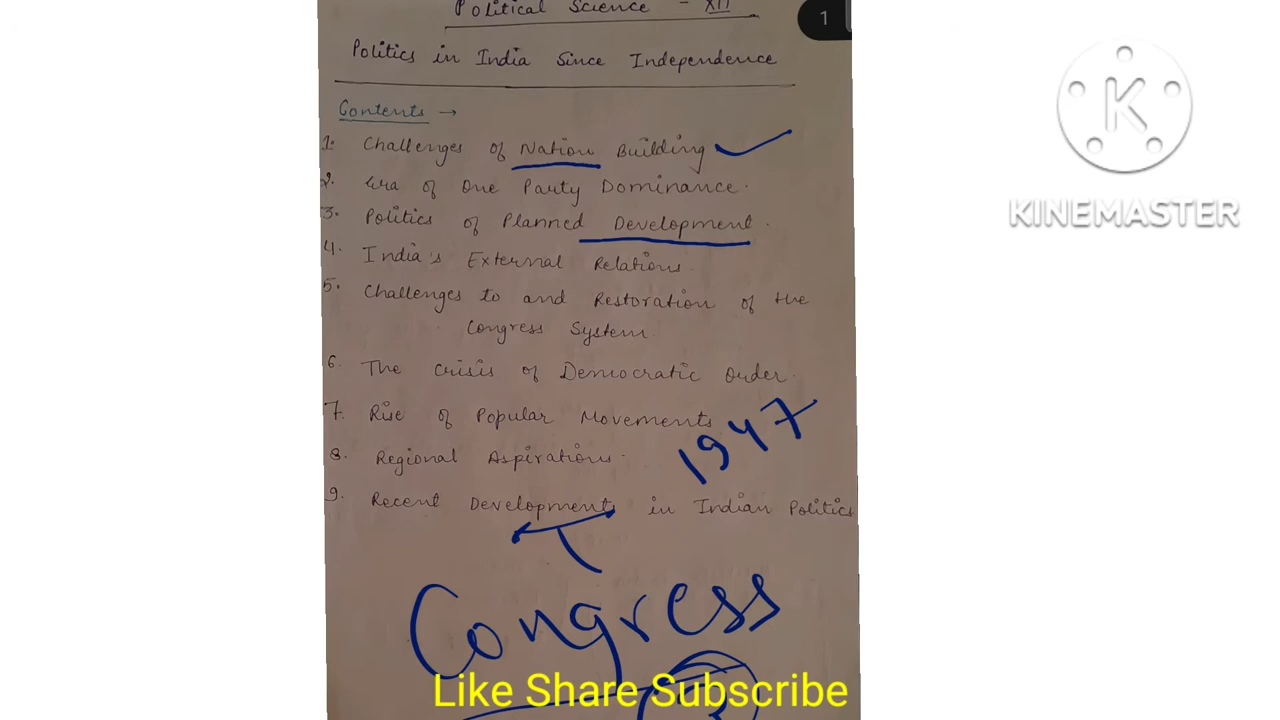 Political Science - XII
1
Politics in India Since Independence
Contents →
1. Challenges of Nation Building
2. Era of One Party Dominance.
3. Politics of Planned Development.
4. India's External Relations.
5. Challenges to and Restoration of the
Congress System.
6. The Crisis of Democratic Order.
7. Rise of Popular Movements
8. Regional Aspirations.
9. Recent Developments in Indian Politics
1947
Congress
Like Share Subscribe
K
KINEMASTER